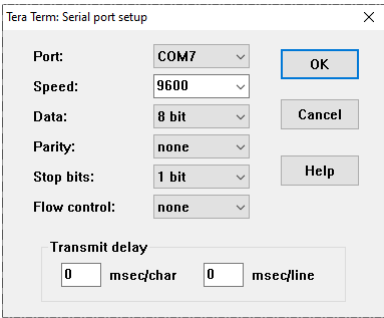 Tera Term: Serial port setup
Port: COM7 OK
Speed: 9600
Data: 8 bit Cancel
Parity: none
Stop bits: 1 bit Help
Flow control: none
Transmit delay
0 msec/char 0 msec/line